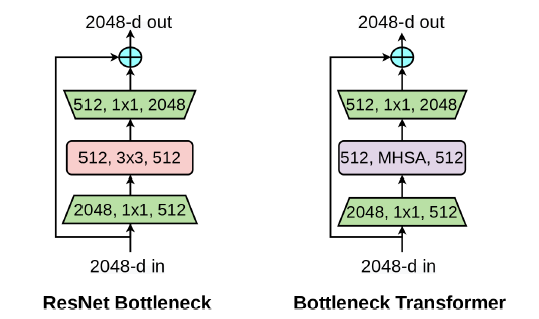 2048-d out
512, 1x1, 2048
512, 3x3, 512
2048, 1x1, 512
2048-d in
ResNet Bottleneck
2048-d out
512, 1x1, 2048
512, MHSA, 512
2048, 1x1, 512
2048-d in
Bottleneck Transformer